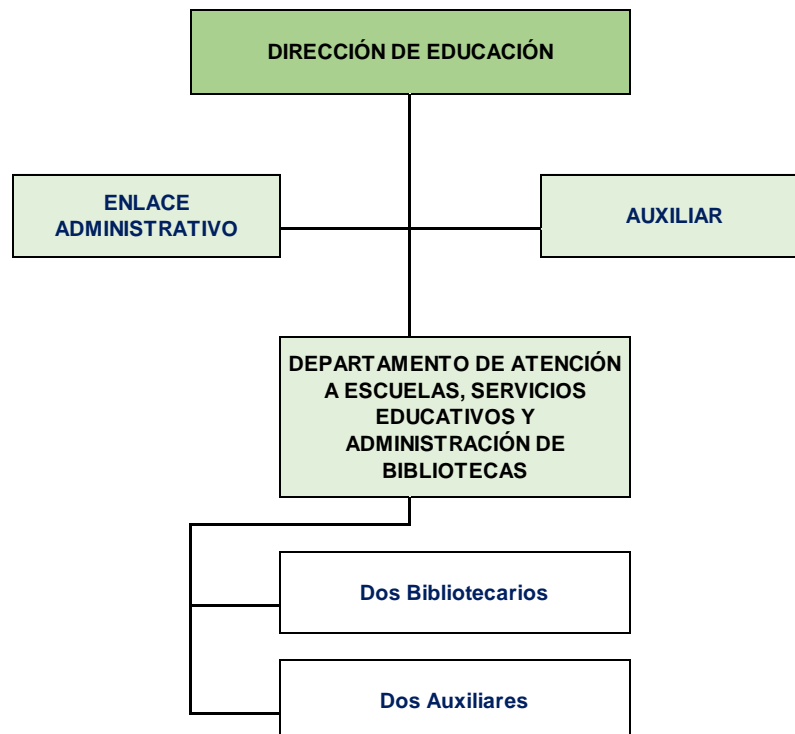 DIRECCIÓN DE EDUCACIÓN
ENLACE
ADMINISTRATIVO
AUXILIAR
DEPARTAMENTO DE ATENCIÓN
A ESCUELAS, SERVICIOS
EDUCATIVOS Y
ADMINISTRACIÓN DE
BIBLIOTECAS
Dos Bibliotecarios
Dos Auxiliares